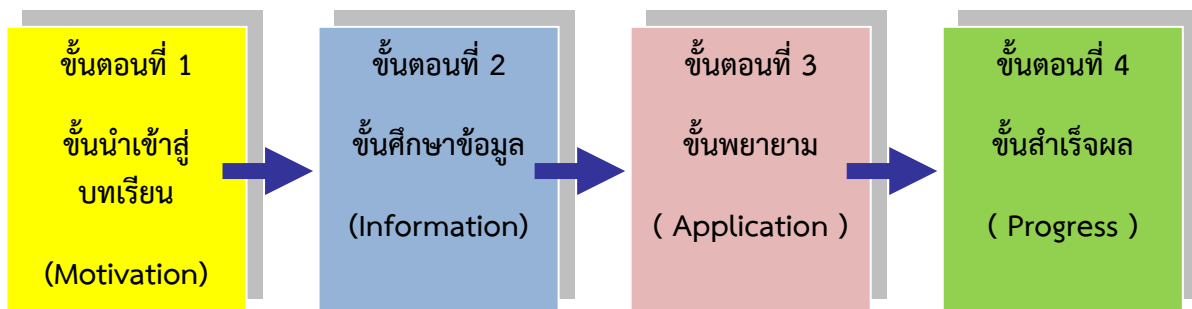 ขั้นตอนที่ 1
ขั้นนำเข้าสู่
บทเรียน
(Motivation)
ขั้นตอนที่ 2
ขั้นศึกษาข้อมูล
(Information)
ขั้นตอนที่ 3
ขั้นพยายาม
( Application )
ขั้นตอนที่ 4
ขั้นสำเร็จผล
( Progress )